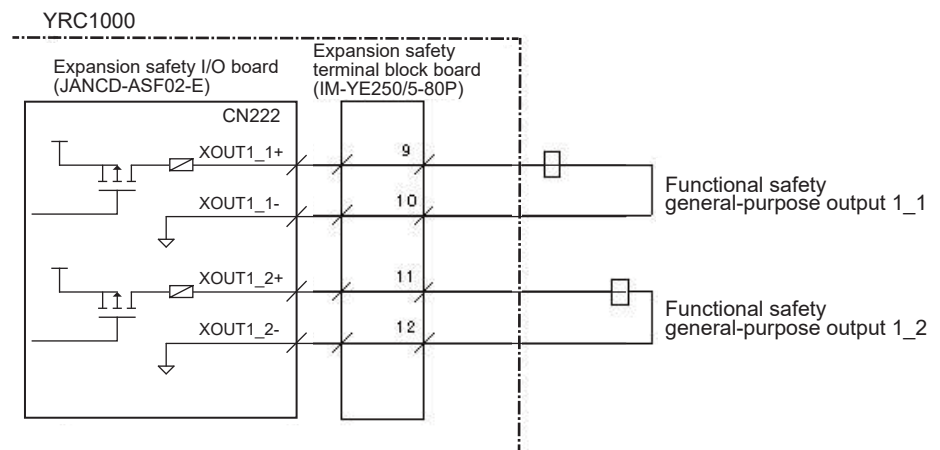 YRC1000
Expansion safety I/O board
(JANCD-ASF02-E)
Expansion safety
terminal block board
(IM-YE250/5-80P)
CN222
XOUT1_1+
9
XOUT1_1-
10
Functional safety
general-purpose output 1_1
XOUT1_2+
11
XOUT1_2-
12
Functional safety
general-purpose output 1_2